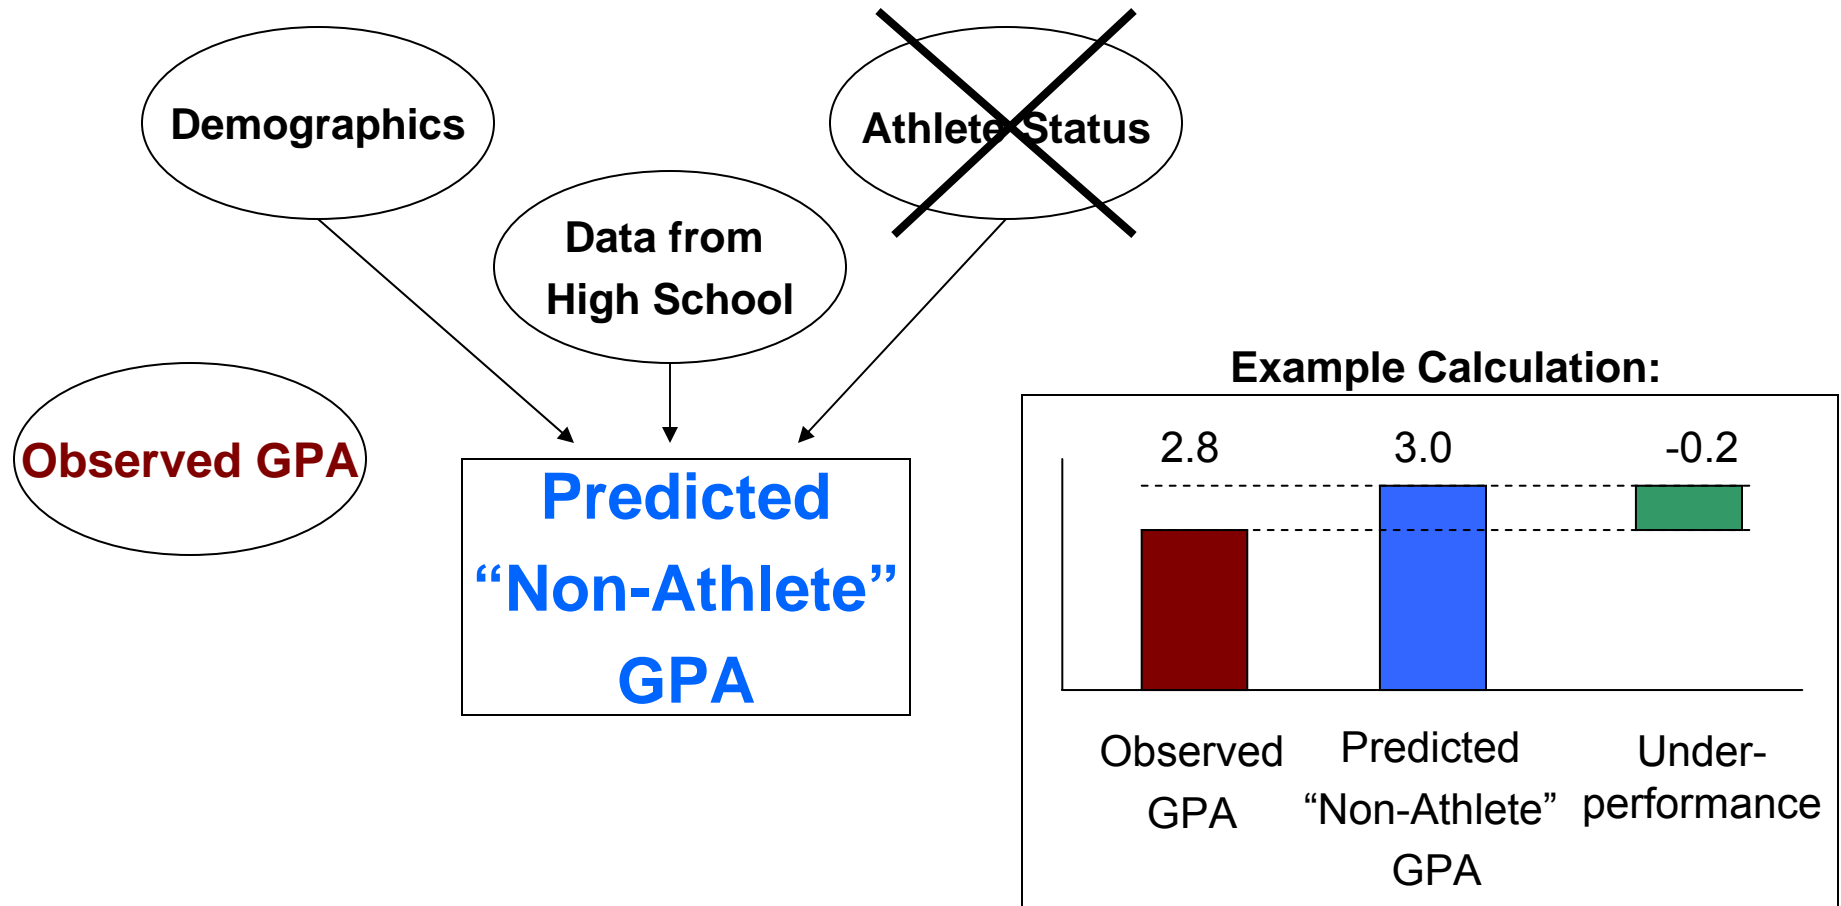 Demographics
Athlete Status
Data from
High School
Observed GPA
Predicted
“Non-Athlete”
GPA
Example Calculation:
2.8
3.0
-0.2
Observed
GPA
Predicted
“Non-Athlete”
GPA
Under-
performance